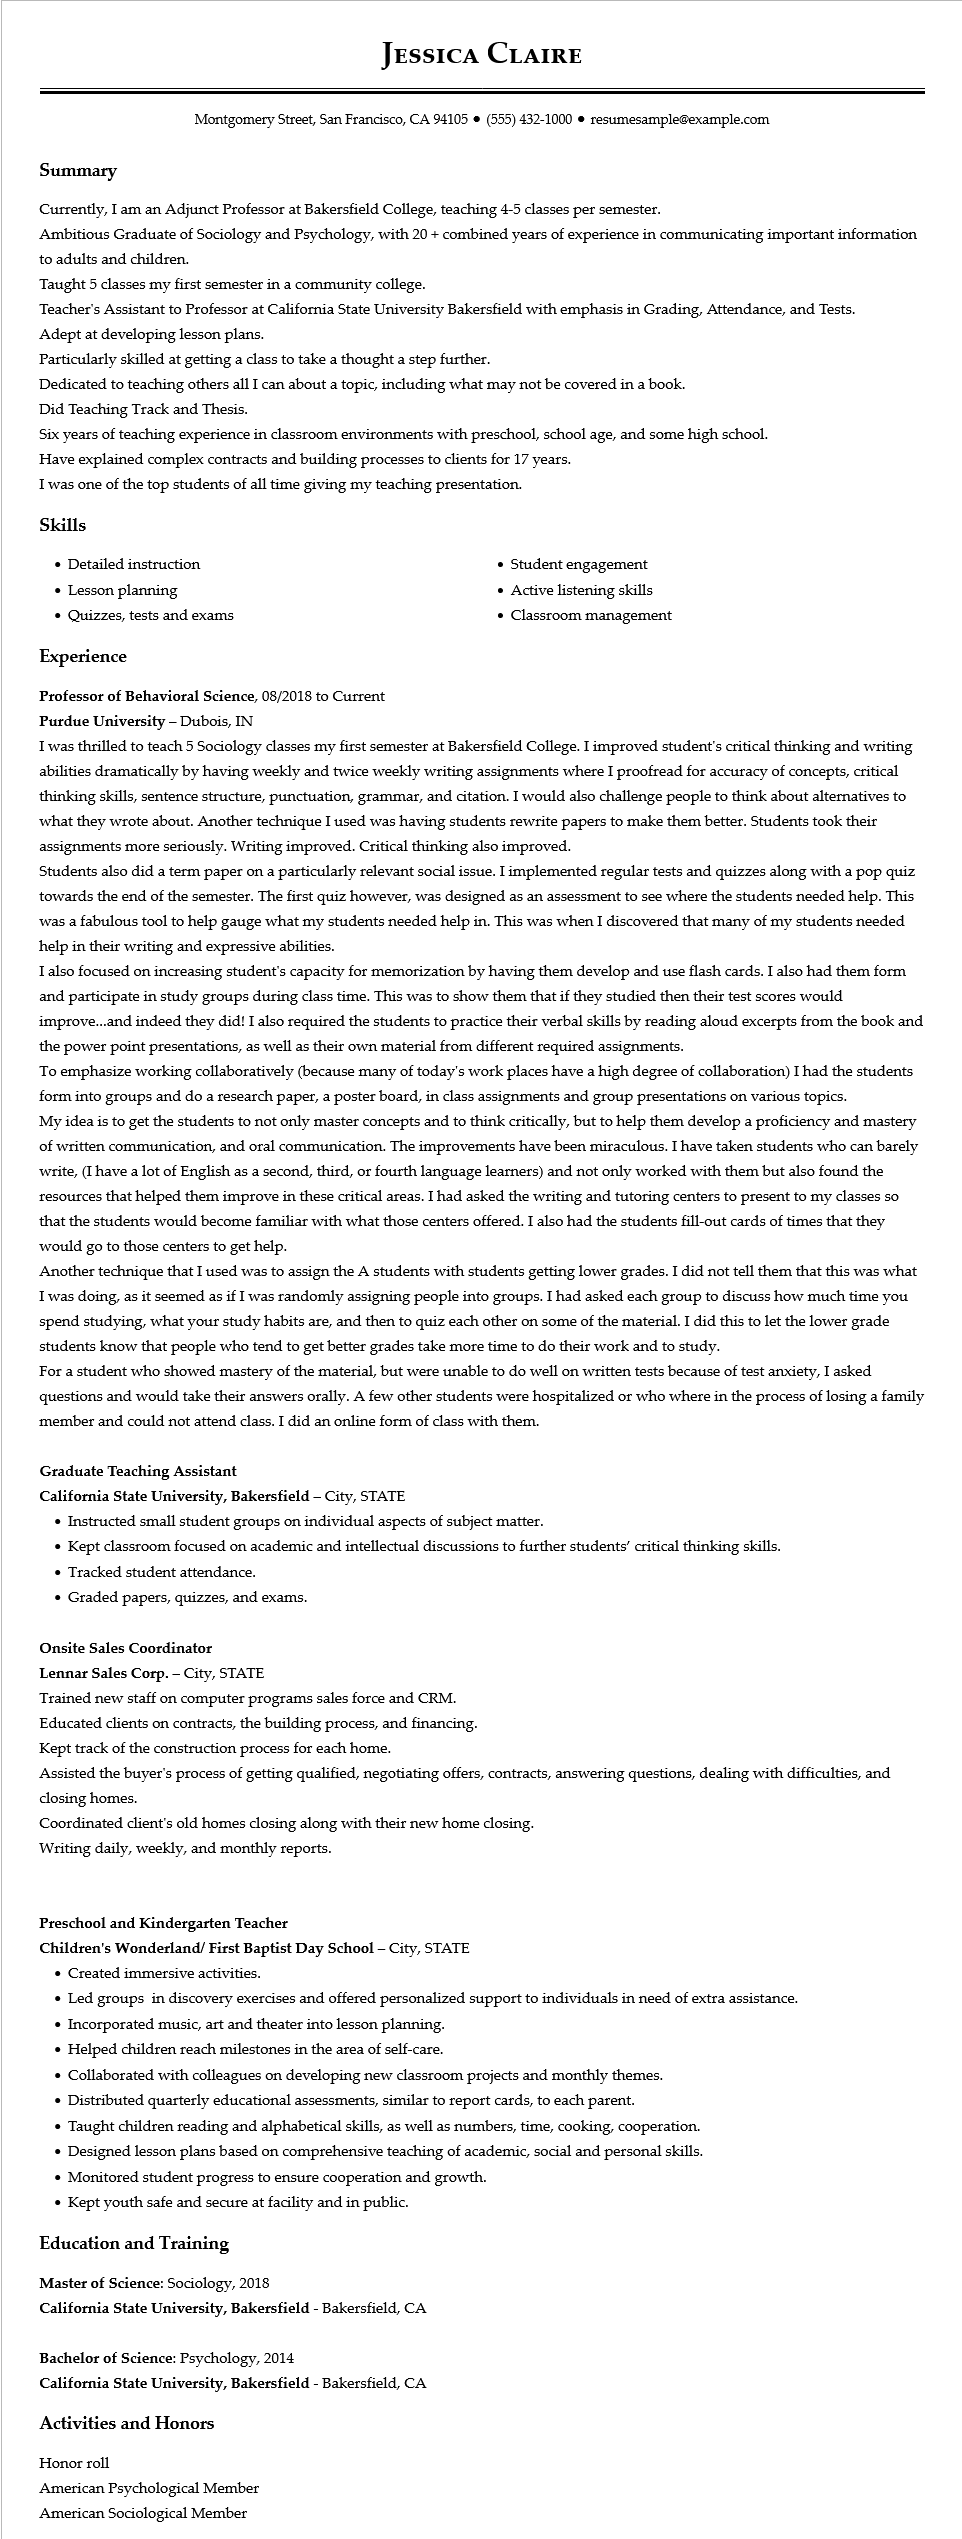 Jessica Claire
Montgomery Street, San Francisco, CA 94105 ● (555) 432-1000 ● resumesample@example.com
Summary
Currently, I am an Adjunct Professor at Bakersfield College, teaching 4-5 classes per semester.
Ambitious Graduate of Sociology and Psychology, with 20 + combined years of experience in communicating important information
to adults and children.
Taught 5 classes my first semester in a community college.
Teacher's Assistant to Professor at California State University Bakersfield with emphasis in Grading, Attendance, and Tests.
Adept at developing lesson plans.
Particularly skilled at getting a class to take a thought a step further.
Dedicated to teaching others all I can about a topic, including what may not be covered in a book.
Did Teaching Track and Thesis.
Six years of teaching experience in classroom environments with preschool, school age, and some high school.
Have explained complex contracts and building processes to clients for 17 years.
I was one of the top students of all time giving my teaching presentation.
Skills
• Detailed instruction
• Lesson planning
• Quizzes, tests and exams
• Student engagement
• Active listening skills
• Classroom management
Experience
Professor of Behavioral Science, 08/2018 to Current
Purdue University – Dubois, IN
I was thrilled to teach 5 Sociology classes my first semester at Bakersfield College. I improved student's critical thinking and writing
abilities dramatically by having weekly and twice weekly writing assignments where I proofread for accuracy of concepts, critical
thinking skills, sentence structure, punctuation, grammar, and citation. I would also challenge people to think about alternatives to
what they wrote about. Another technique I used was having students rewrite papers to make them better. Students took their
assignments more seriously. Writing improved. Critical thinking also improved.
Students also did a term paper on a particularly relevant social issue. I implemented regular tests and quizzes along with a pop quiz
towards the end of the semester. The first quiz however, was designed as an assessment to see where the students needed help. This
was a fabulous tool to help gauge what my students needed help in. This was when I discovered that many of my students needed
help in their writing and expressive abilities.
I also focused on increasing student's capacity for memorization by having them develop and use flash cards. I also had them form
and participate in study groups during class time. This was to show them that if they studied then their test scores would
improve...and indeed they did! I also required the students to practice their verbal skills by reading aloud excerpts from the book and
the power point presentations, as well as their own material from different required assignments.
To emphasize working collaboratively (because many of today's work places have a high degree of collaboration) I had the students
form into groups and do a research paper, a poster board, in class assignments and group presentations on various topics.
My idea is to get the students to not only master concepts and to think critically, but to help them develop a proficiency and mastery
of written communication, and oral communication. The improvements have been miraculous. I have taken students who can barely
write, (I have a lot of English as a second, third, or fourth language learners) and not only worked with them but also found the
resources that helped them improve in these critical areas. I had asked the writing and tutoring centers to present to my classes so
that the students would become familiar with what those centers offered. I also had the students fill-out cards of times that they
would go to those centers to get help.
Another technique that I used was to assign the A students with students getting lower grades. I did not tell them that this was what
I was doing, as it seemed as if I was randomly assigning people into groups. I had asked each group to discuss how much time you
spend studying, what your study habits are, and then to quiz each other on some of the material. I did this to let the lower grade
students know that people who tend to get better grades take more time to do their work and to study.
For a student who showed mastery of the material, but were unable to do well on written tests because of test anxiety, I asked
questions and would take their answers orally. A few other students were hospitalized or who where in the process of losing a family
member and could not attend class. I did an online form of class with them.
Graduate Teaching Assistant
California State University, Bakersfield – City, STATE
• Instructed small student groups on individual aspects of subject matter.
• Kept classroom focused on academic and intellectual discussions to further students’ critical thinking skills.
• Tracked student attendance.
• Graded papers, quizzes, and exams.
Onsite Sales Coordinator
Lennar Sales Corp. – City, STATE
Trained new staff on computer programs sales force and CRM.
Educated clients on contracts, the building process, and financing.
Kept track of the construction process for each home.
Assisted the buyer's process of getting qualified, negotiating offers, contracts, answering questions, dealing with difficulties, and
closing homes.
Coordinated client's old homes closing along with their new home closing.
Writing daily, weekly, and monthly reports.
Preschool and Kindergarten Teacher
Children's Wonderland/ First Baptist Day School – City, STATE
• Created immersive activities.
• Led groups  in discovery exercises and offered personalized support to individuals in need of extra assistance.
• Incorporated music, art and theater into lesson planning.
• Helped children reach milestones in the area of self-care.
• Collaborated with colleagues on developing new classroom projects and monthly themes.
• Distributed quarterly educational assessments, similar to report cards, to each parent.
• Taught children reading and alphabetical skills, as well as numbers, time, cooking, cooperation.
• Designed lesson plans based on comprehensive teaching of academic, social and personal skills.
• Monitored student progress to ensure cooperation and growth.
• Kept youth safe and secure at facility and in public.
Education and Training
Master of Science: Sociology, 2018
California State University, Bakersfield - Bakersfield, CA
Bachelor of Science: Psychology, 2014
California State University, Bakersfield - Bakersfield, CA
Activities and Honors
Honor roll
American Psychological Member
American Sociological Member